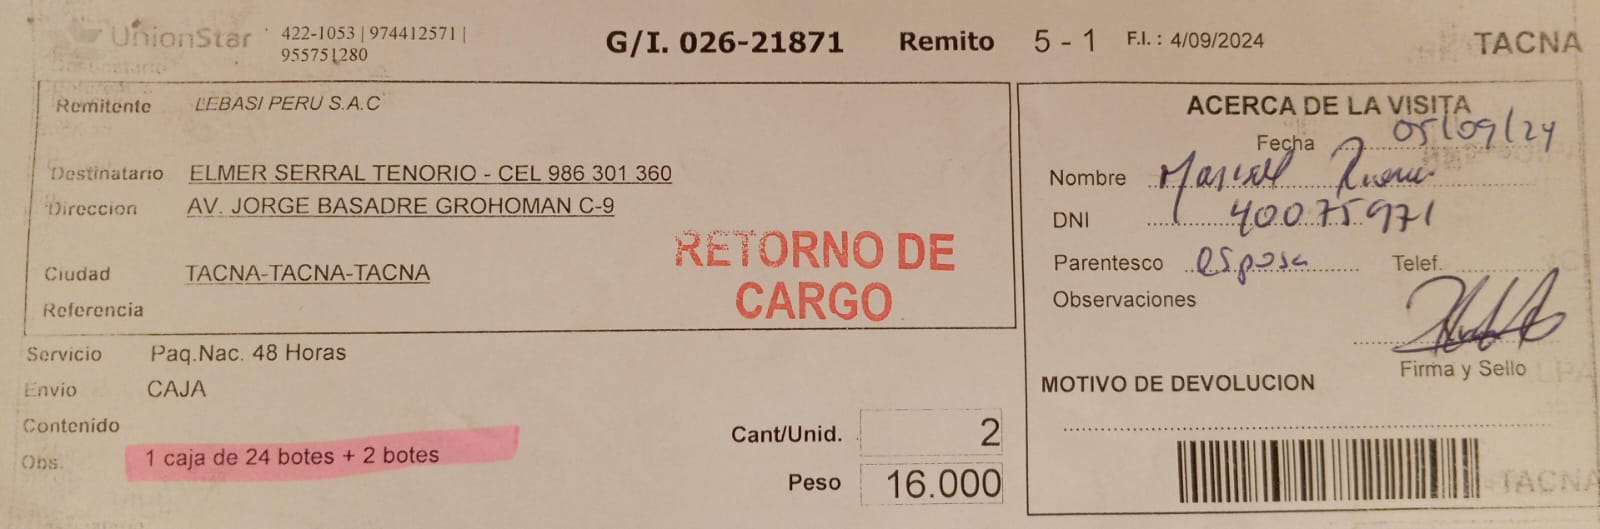 UnionStar 422-1053 | 974412571 |
955751280
G/I. 026-21871 Remito 5 - 1 F.I. : 4/09/2024 TACNA
Remitente LEBASI PERU S.A.C
Destinatario ELMER SERRAL TENORIO - CEL 986 301 360
Direccion AV. JORGE BASADRE GROHOMAN C-9
Ciudad TACNA-TACNA-TACNA
Referencia
RETORNO DE
CARGO
Servicio Paq.Nac. 48 Horas
Envio CAJA
Contenido
Obs. 1 caja de 24 botes + 2 botes
Cant/Unid. 2
Peso 16.000
ACERCA DE LA VISITA
Fecha 05/09/24
Nombre
DNI 40075971
Parentesco esposa Telef.
Observaciones
Firma y Sello
MOTIVO DE DEVOLUCION
TACNA